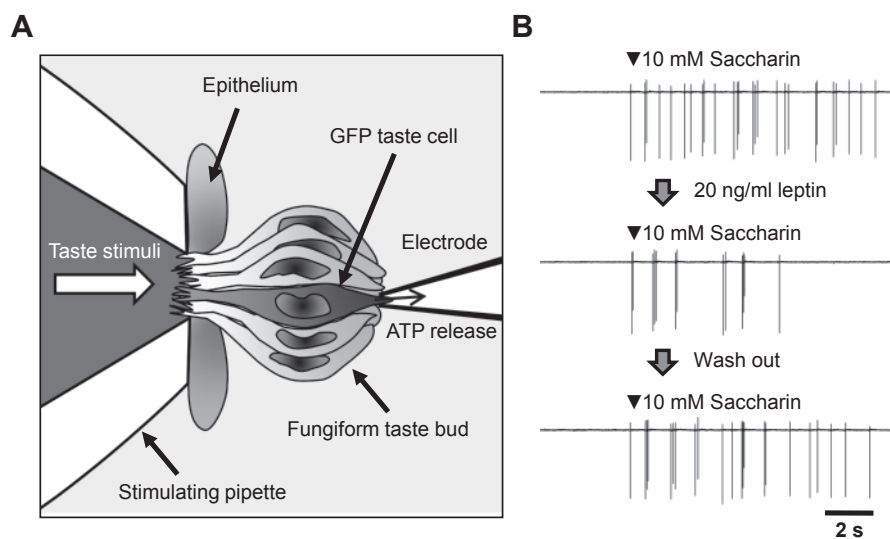 A
Epithelium
GFP taste cell
Taste stimuli
Electrode
ATP release
Fungiform taste bud
Stimulating pipette
B
▼10 mM Saccharin
20 ng/ml leptin
▼10 mM Saccharin
Wash out
▼10 mM Saccharin
2 s